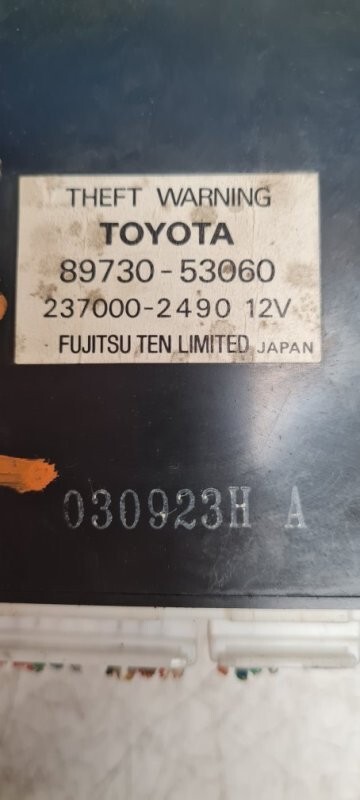 THEFT WARNING
TOYOTA
89730-53060
237000-2490 12V
FUJITSU TEN LIMITED JAPAN
030923H A